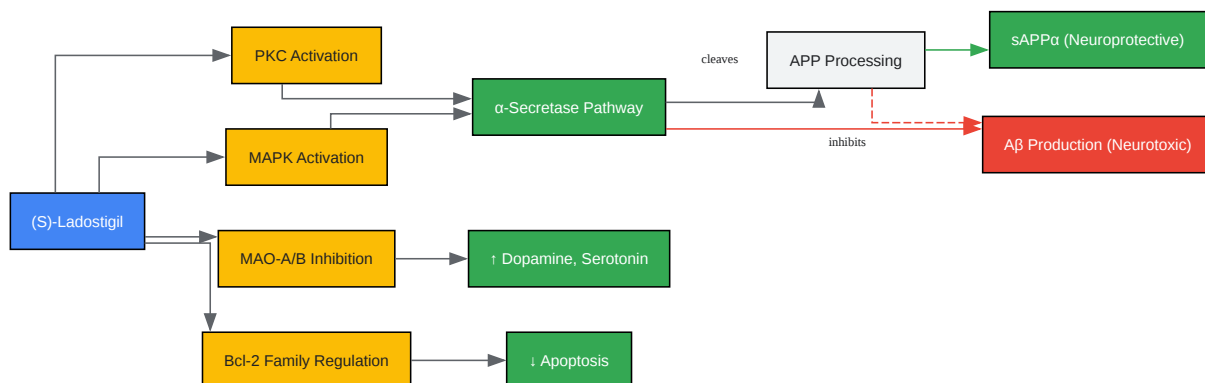 PKC Activation
cleaves
APP Processing
sAPPα (Neuroprotective)
α-Secretase Pathway
inhibits
Aβ Production (Neurotoxic)
MAPK Activation
(S)-Ladostigil
MAO-A/B Inhibition
↑ Dopamine, Serotonin
Bcl-2 Family Regulation
↓ Apoptosis